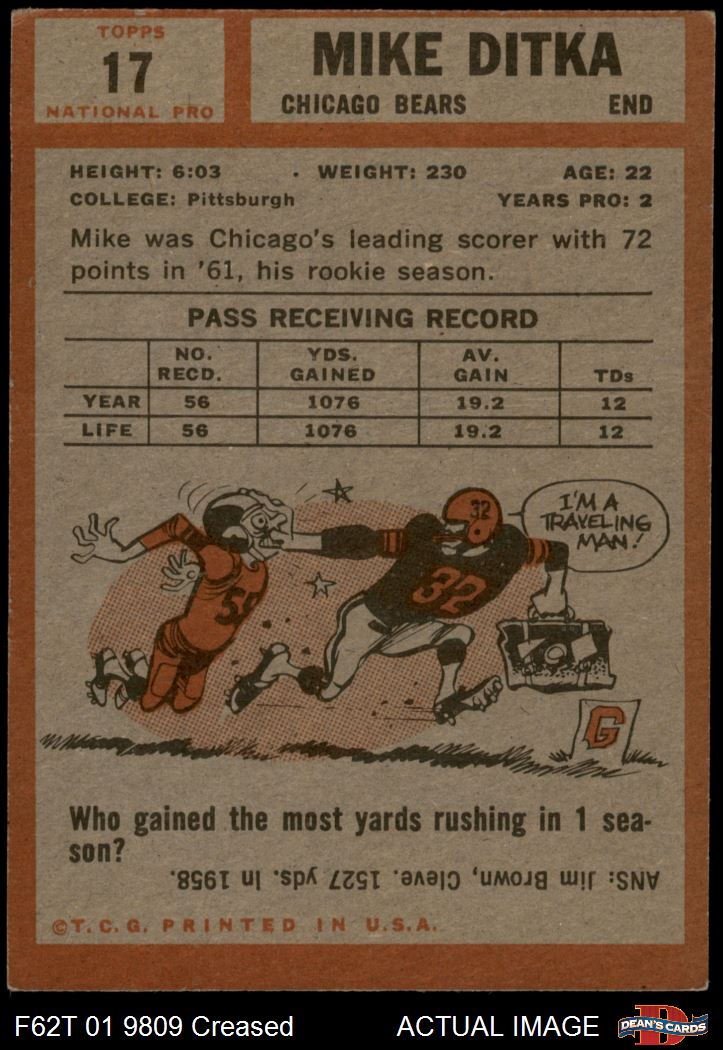 TOPPS
17
NATIONAL PRO
MIKE DITKA
CHICAGO BEARS END
HEIGHT: 6:03 . WEIGHT: 230 AGE: 22
COLLEGE: Pittsburgh YEARS PRO: 2
Mike was Chicago's leading scorer with 72
points in '61, his rookie season.
PASS RECEIVING RECORD
NO. YDS. AV.
RECD. GAINED GAIN TDs
YEAR 56 1076 19.2 12
LIFE 56 1076 19.2 12
I'M A
TRAVELING
MAN!
32
32
55
G
Who gained the most yards rushing in 1 sea-
son?
ANS: Jim Brown, Cleve. 1527 yds. In 1958.
©T.C.G. PRINTED IN U.S.A.
F62T 01 9809 Creased ACTUAL IMAGE
D
DEAN'S CARDS